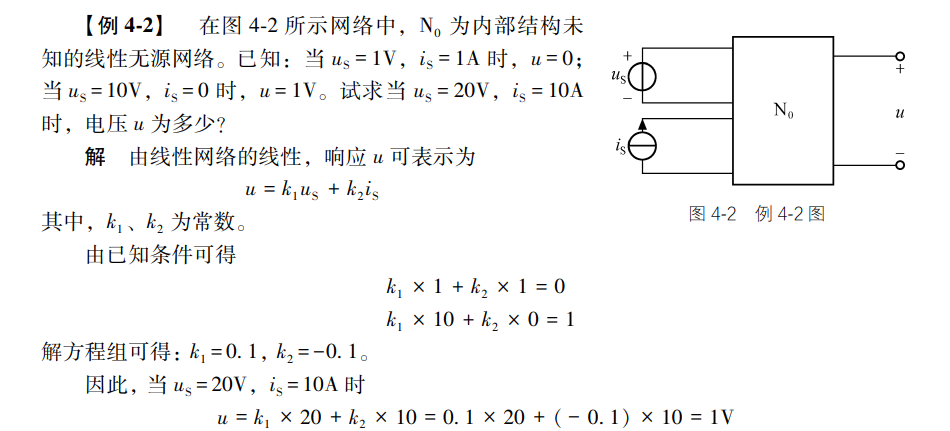 【例 4-2】 在图 4-2 所示网络中，N₀ 为内部结构未
知的线性无源网络。已知：当 uS = 1V，iS = 1A 时，u = 0；
当 uS = 10V，iS = 0 时，u = 1V。试求当 uS = 20V，iS = 10A
时，电压 u 为多少？
解 由线性网络的线性，响应 u 可表示为
u = k₁uS + k₂iS
其中，k₁、k₂ 为常数。
由已知条件可得
k₁ × 1 + k₂ × 1 = 0
k₁ × 10 + k₂ × 0 = 1
解方程组可得：k₁ = 0. 1，k₂ = −0. 1。
因此，当 uS = 20V，iS = 10A 时
u = k₁ × 20 + k₂ × 10 = 0. 1 × 20 + ( − 0. 1) × 10 = 1V
+
uS
−
iS
N₀
+
u
−
图 4-2 例 4-2 图